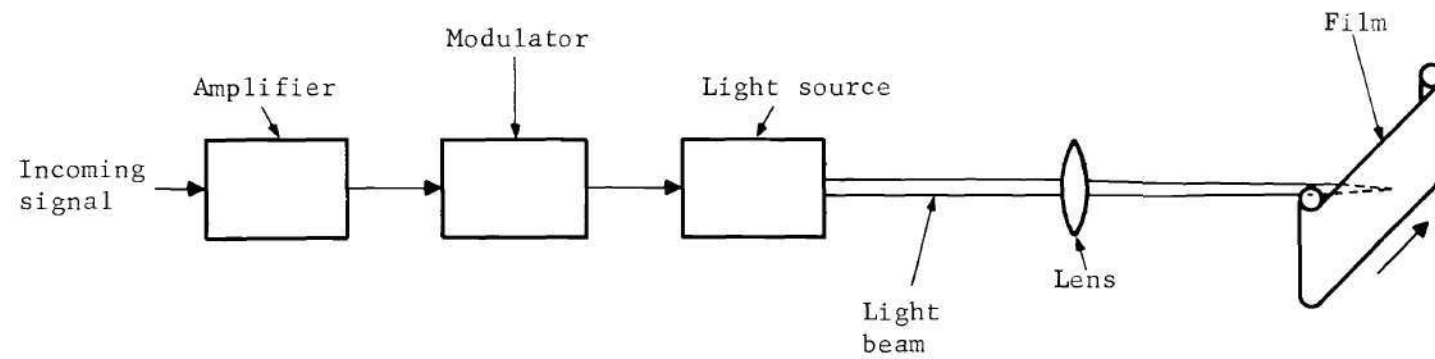 Film
Modulator
Amplifier
Light source
Incoming
signal
Lens
Light
beam